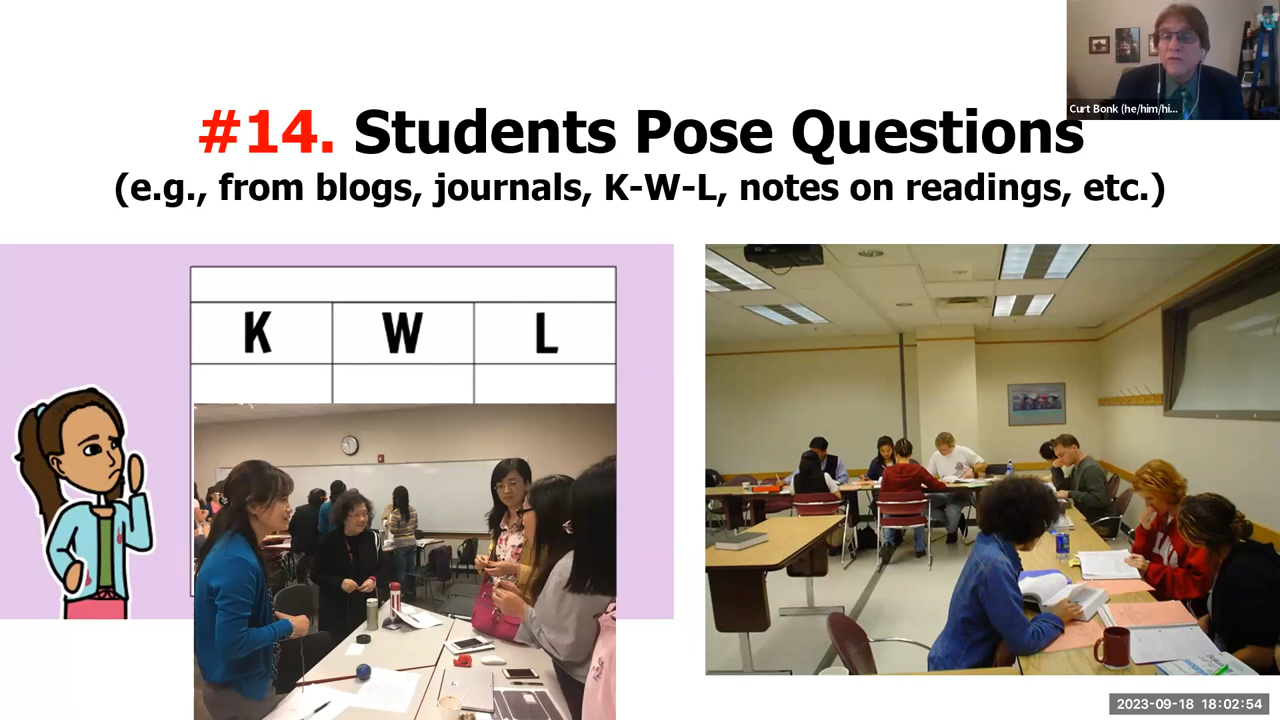 Curt Bonk (he/him/hi...
#14. Students Pose Questions
(e.g., from blogs, journals, K-W-L, notes on readings, etc.)
K W L
2023-09-18 18:02:54